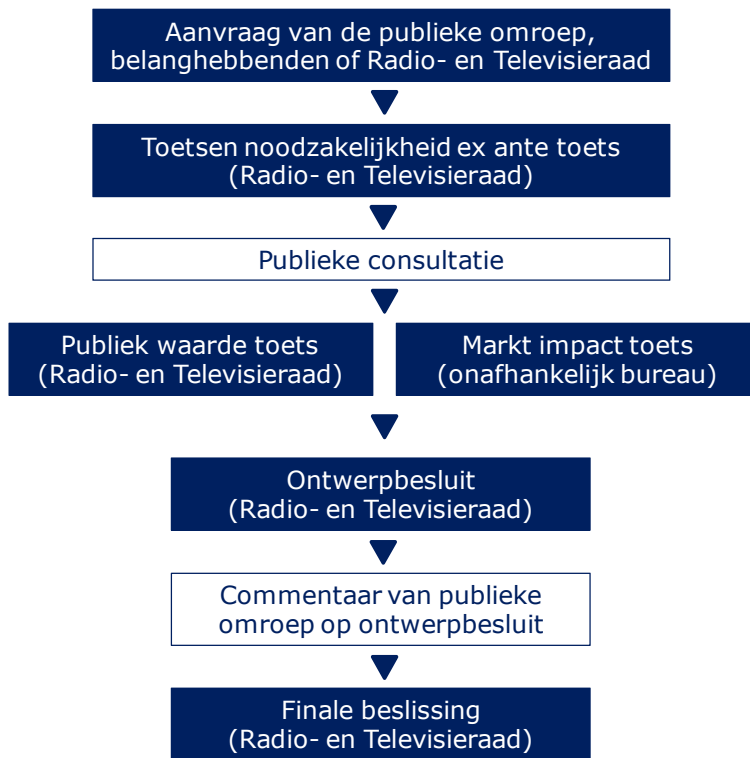 Aanvraag van de publieke omroep,
belanghebbenden of Radio- en Televisieraad
Toetsen noodzakelijkheid ex ante toets
(Radio- en Televisieraad)
Publieke consultatie
Publiek waarde toets
(Radio- en Televisieraad)
Markt impact toets
(onafhankelijk bureau)
Ontwerpbesluit
(Radio- en Televisieraad)
Commentaar van publieke
omroep op ontwerpbesluit
Finale beslissing
(Radio- en Televisieraad)